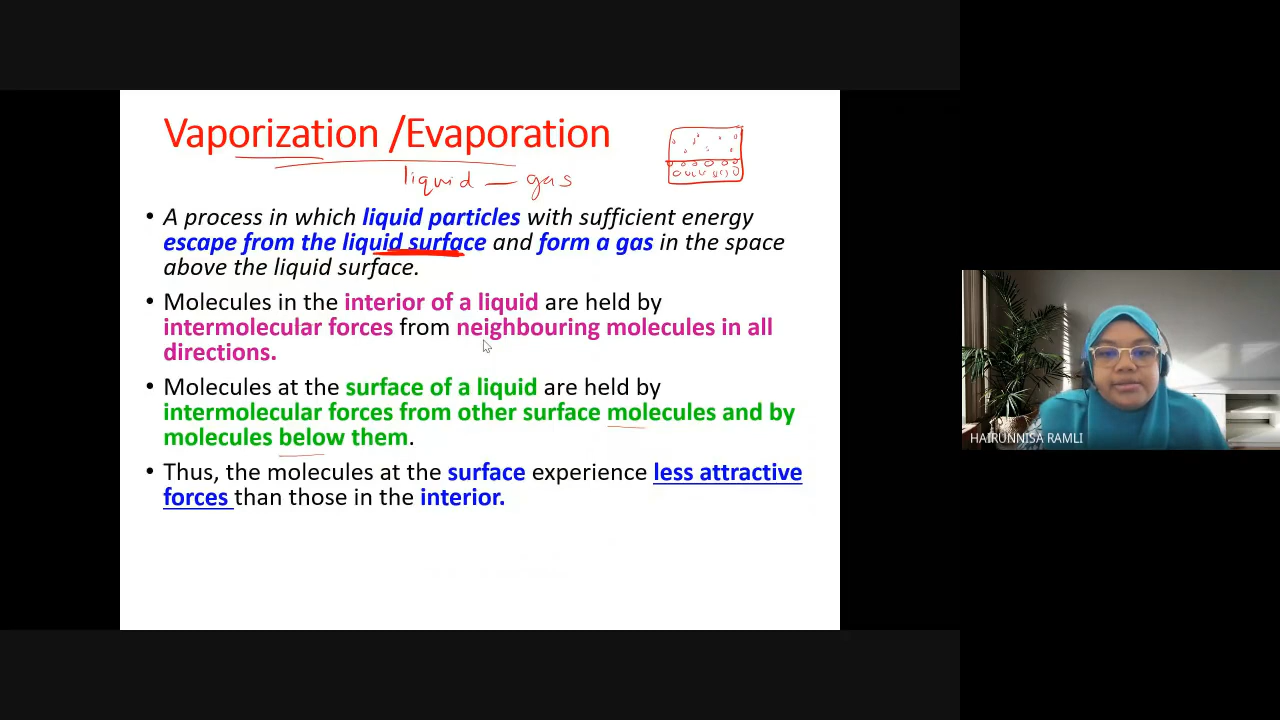 Vaporization /Evaporation
liquid — gas
• A process in which liquid particles with sufficient energy
escape from the liquid surface and form a gas in the space
above the liquid surface.
• Molecules in the interior of a liquid are held by
intermolecular forces from neighbouring molecules in all
directions.
• Molecules at the surface of a liquid are held by
intermolecular forces from other surface molecules and by
molecules below them.
• Thus, the molecules at the surface experience less attractive
forces than those in the interior.
HAIRUNNISA RAMLI